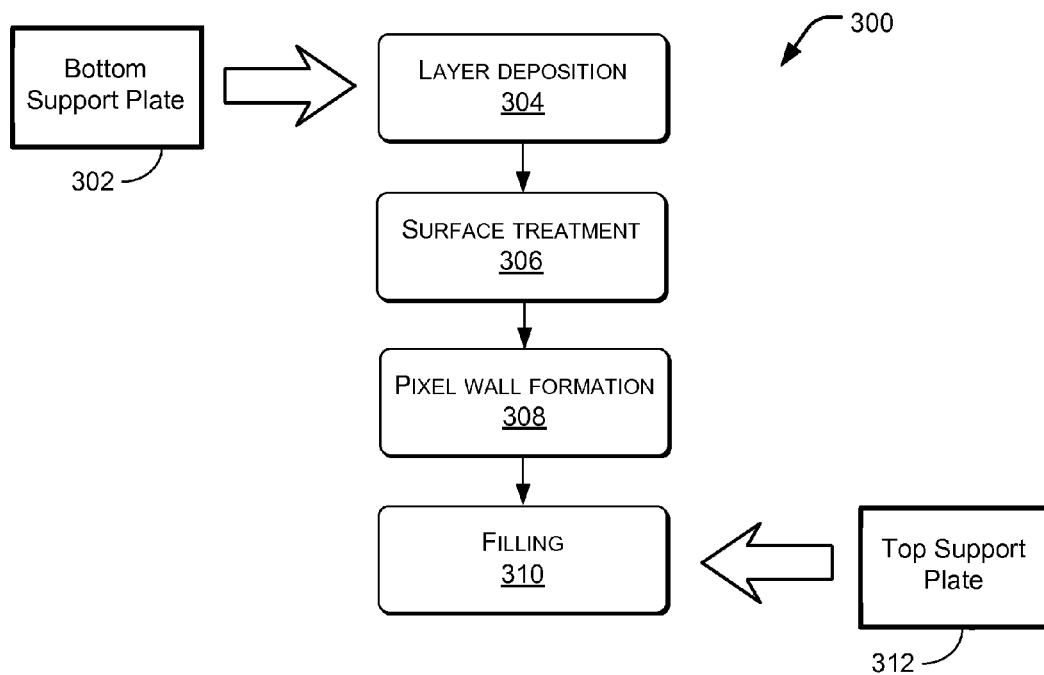 300
Bottom
Support Plate
302
LAYER DEPOSITION
304
SURFACE TREATMENT
306
PIXEL WALL FORMATION
308
FILLING
310
Top Support
Plate
312